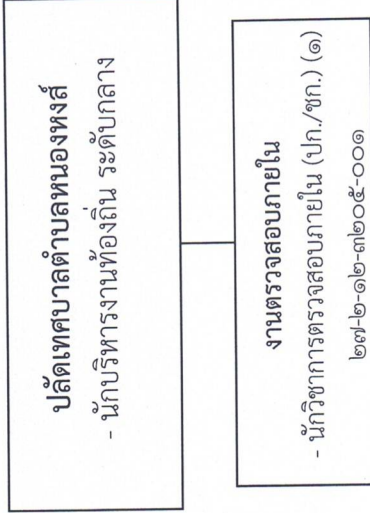 ปลัดเทศบาลตำบลหนองหงส์
- นักบริหารงานท้องถิ่น ระดับกลาง
งานตรวจสอบภายใน
- นักวิชาการตรวจสอบภายใน (ปก./ชก.) (๑)
๒๗-๒-๑๒-๓๒๐๕-๐๐๑